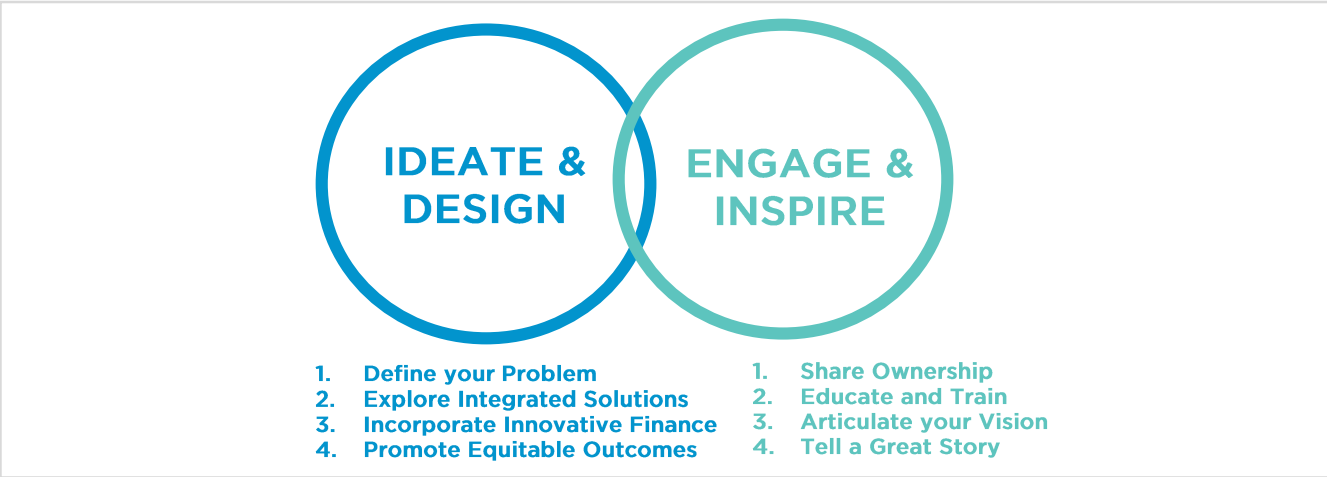 IDEATE &
DESIGN
ENGAGE &
INSPIRE
1. Define your Problem
2. Explore Integrated Solutions
3. Incorporate Innovative Finance
4. Promote Equitable Outcomes
1. Share Ownership
2. Educate and Train
3. Articulate your Vision
4. Tell a Great Story